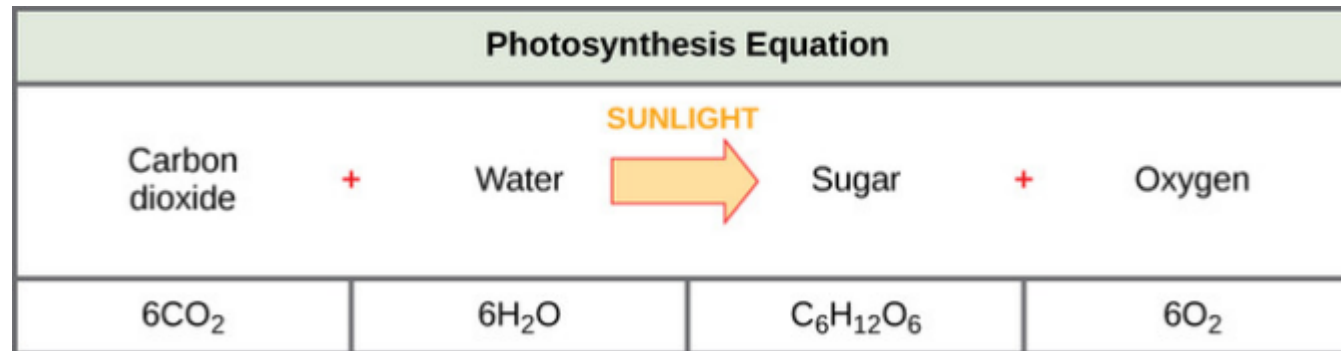 Photosynthesis Equation
SUNLIGHT
Carbon
dioxide
+ Water Sugar + Oxygen
6CO₂ 6H₂O C₆H₁₂O₆ 6O₂